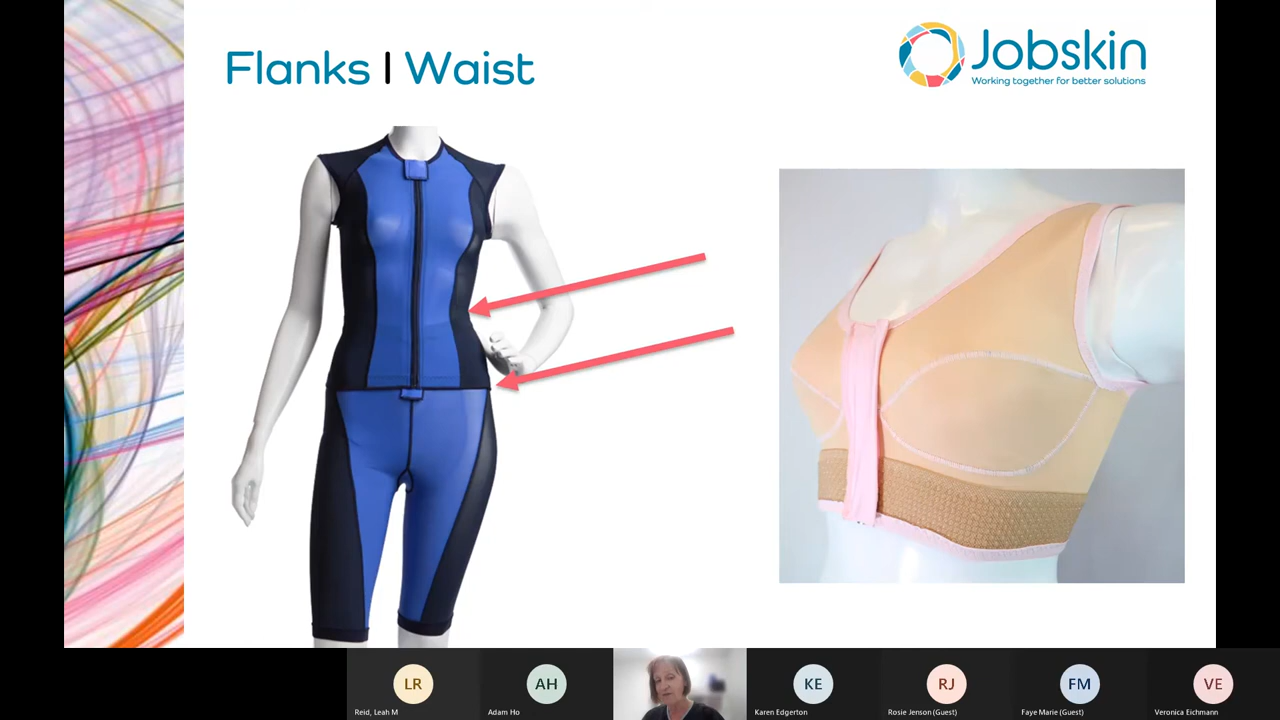 Flanks | Waist
Jobskin
Working together for better solutions
LR
AH
KE
RJ
FM
VE
Reid, Leah M
Adam Ho
Karen Edgerton
Rosie Jenson (Guest)
Faye Marie (Guest)
Veronica Eichmann